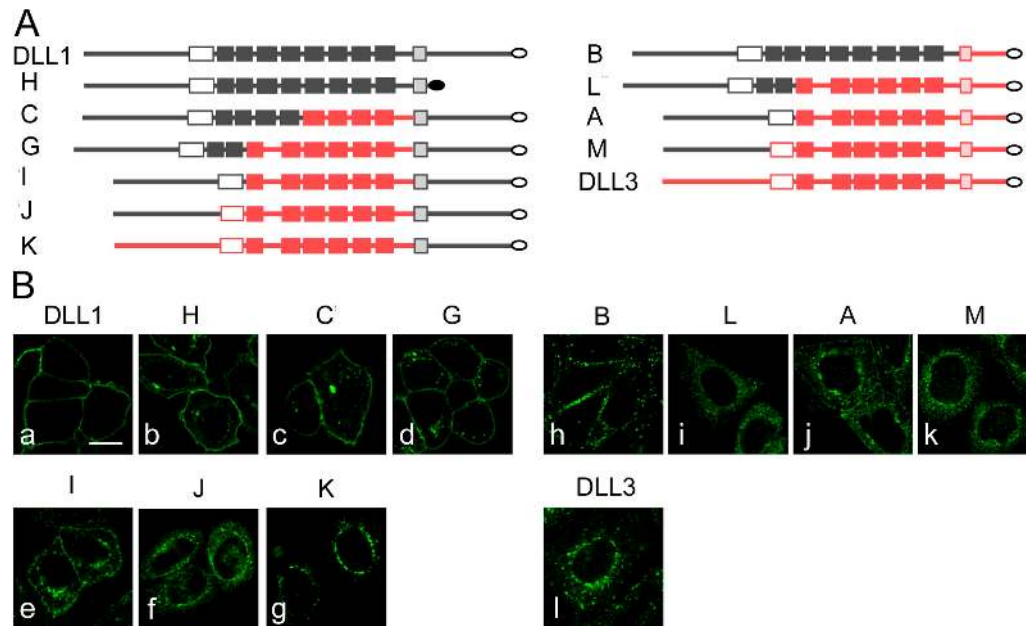 A
DLL1
H
C
G
I
J
K
B
L
A
M
DLL3
B
DLL1 H C G B L A M
a b c d h i j k
I J K DLL3
e f g l